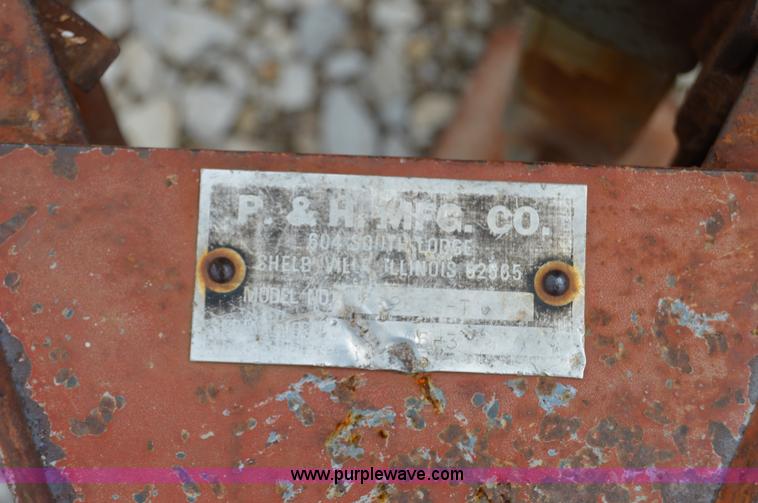 P. & H. MFG. CO.
604 SOUTH LODGE
SHELBYVILLE, ILLINOIS 62565
MODEL NO.
www.purplewave.com